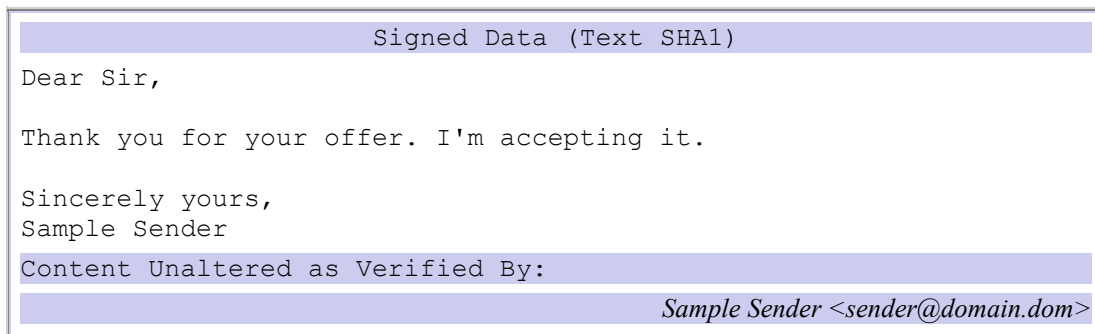 Signed Data (Text SHA1)
Dear Sir,
Thank you for your offer. I'm accepting it.
Sincerely yours,
Sample Sender
Content Unaltered as Verified By:
Sample Sender <sender@domain.dom>